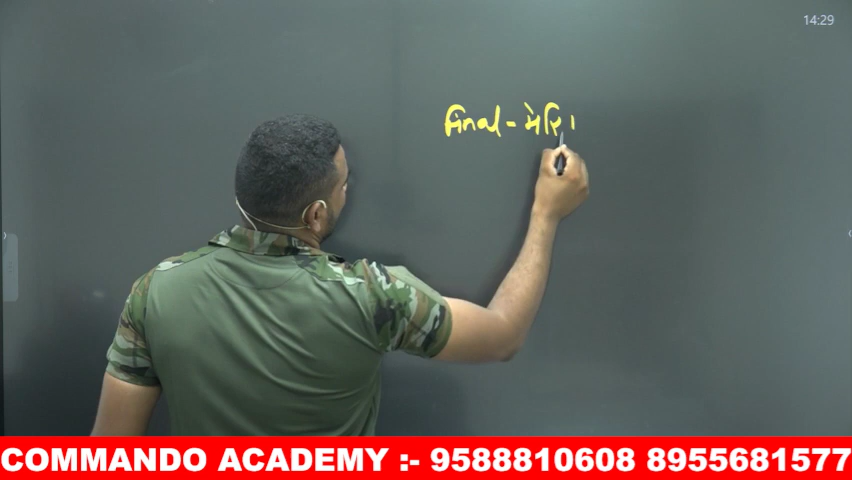 14:29
Final - मेरि
COMMANDO ACADEMY :- 9588810608 8955681577